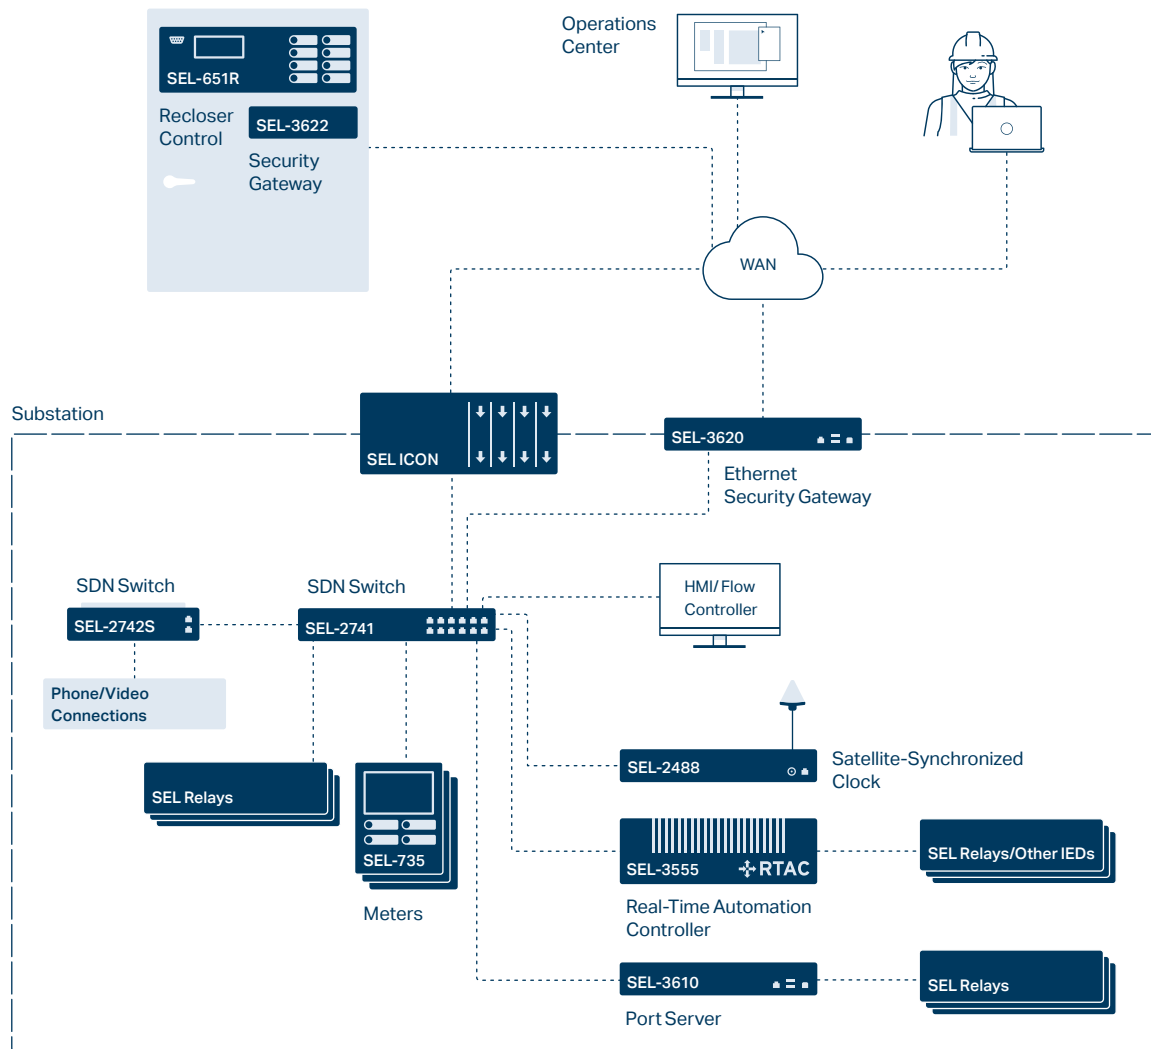 SEL-651R
Recloser
Control
SEL-3622
Security
Gateway
Operations
Center
WAN
Substation
SEL ICON
SEL-3620
Ethernet
Security Gateway
SDN Switch
SEL-2742S
SDN Switch
SEL-2741
HMI/Flow
Controller
Phone/Video
Connections
SEL Relays
SEL-735
Meters
SEL-2488
Satellite-Synchronized
Clock
SEL-3555
RTAC
Real-Time Automation
Controller
SEL Relays/Other IEDs
SEL-3610
Port Server
SEL Relays